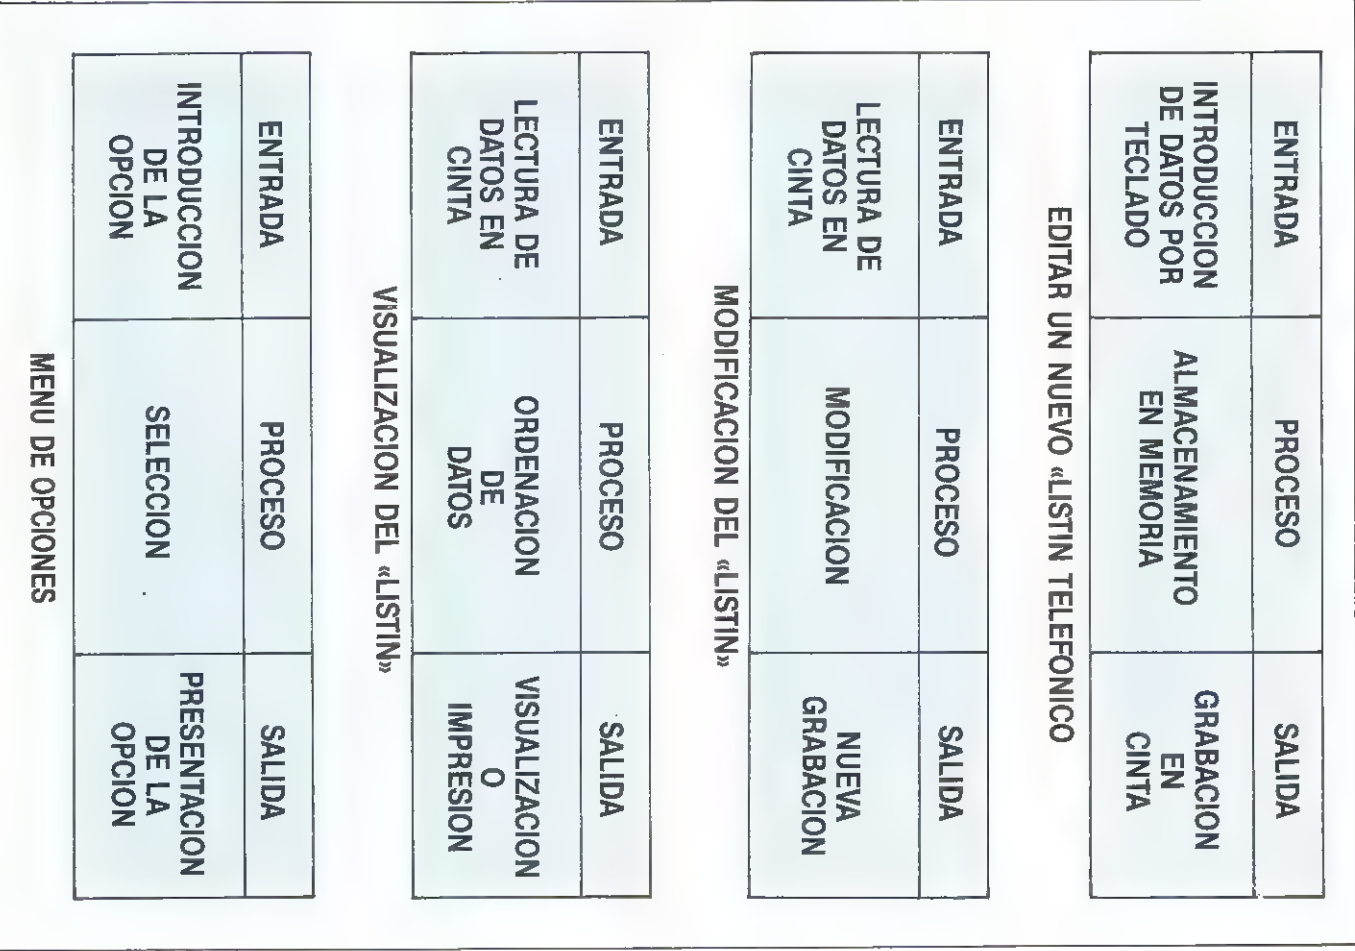 ENTRADA
PROCESO
SALIDA
INTRODUCCION
DE DATOS POR
TECLADO
ALMACENAMIENTO
EN MEMORIA
GRABACION
EN
CINTA
EDITAR UN NUEVO «LISTIN TELEFONICO
ENTRADA
PROCESO
SALIDA
LECTURA DE
DATOS EN
CINTA
MODIFICACION
NUEVA
GRABACION
MODIFICACION DEL «LISTIN»
ENTRADA
PROCESO
SALIDA
LECTURA DE
DATOS EN
CINTA
ORDENACION
DE
DATOS
VISUALIZACION
O
IMPRESION
VISUALIZACION DEL «LISTIN»
ENTRADA
PROCESO
SALIDA
INTRODUCCION
DE LA
OPCION
SELECCION
PRESENTACION
DE LA
OPCION
MENU DE OPCIONES